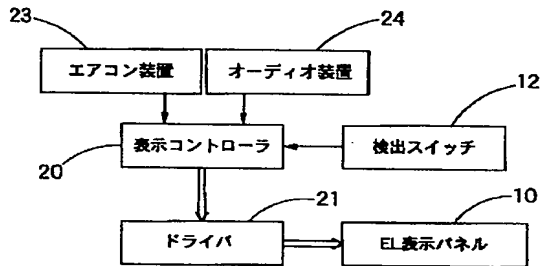 23
24
エアコン装置
オーディオ装置
12
表示コントローラ
検出スイッチ
20
21
10
ドライバ
EL表示パネル